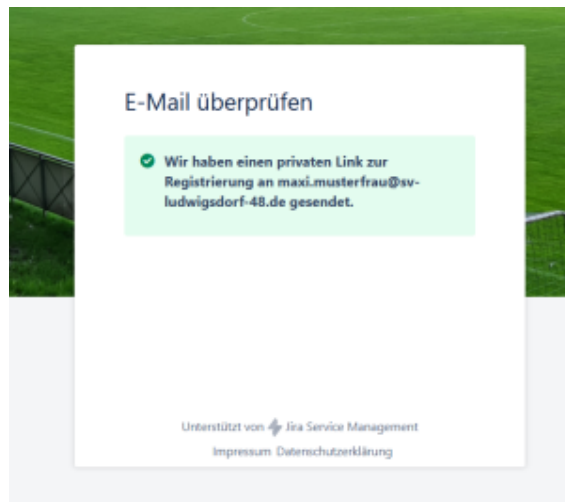 E-Mail überprüfen
Wir haben einen privaten Link zur
Registrierung an maxi.musterfrau@sv-
ludwigsdorf-48.de gesendet.
Unterstützt von Jira Service Management
Impressum Datenschutzerklärung